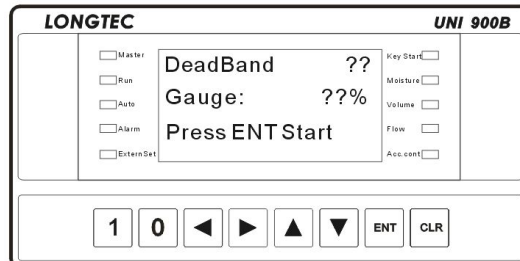 LONGTEC UNI 900B
Master
Run
Auto
Alarm
ExternSet
DeadBand ??
Gauge: ??%
Press ENT Start
Key Start
Moisture
Volume
Flow
Acc.cont
1 0 ◀ ▶ ▲ ▼ ENT CLR